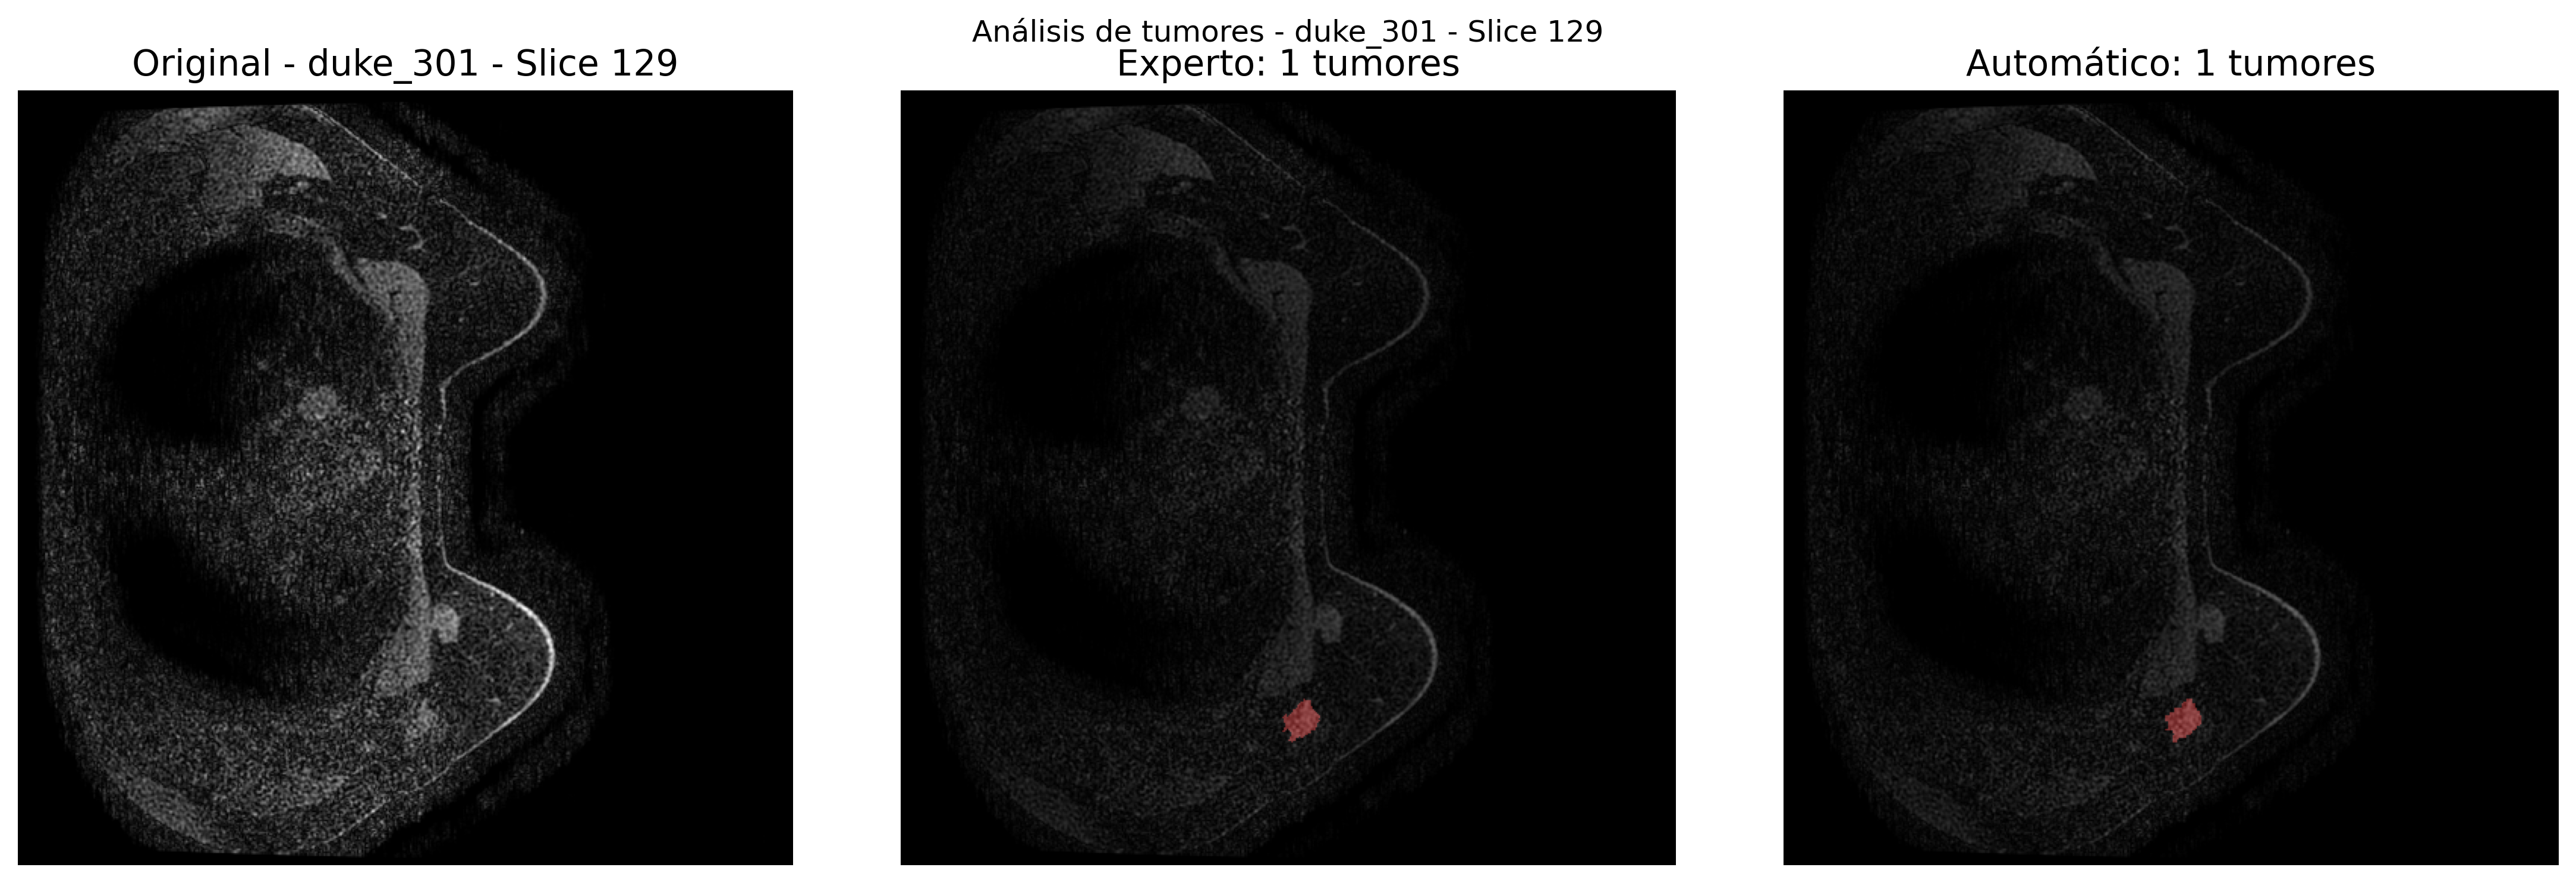 Análisis de tumores - duke_301 - Slice 129
Original - duke_301 - Slice 129
Experto: 1 tumores
Automático: 1 tumores